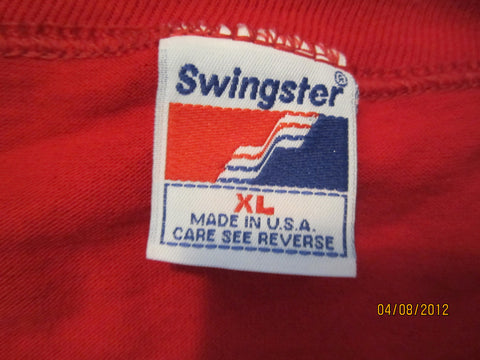 Swingster®
XL
MADE IN U.S.A.
CARE SEE REVERSE
04/08/2012